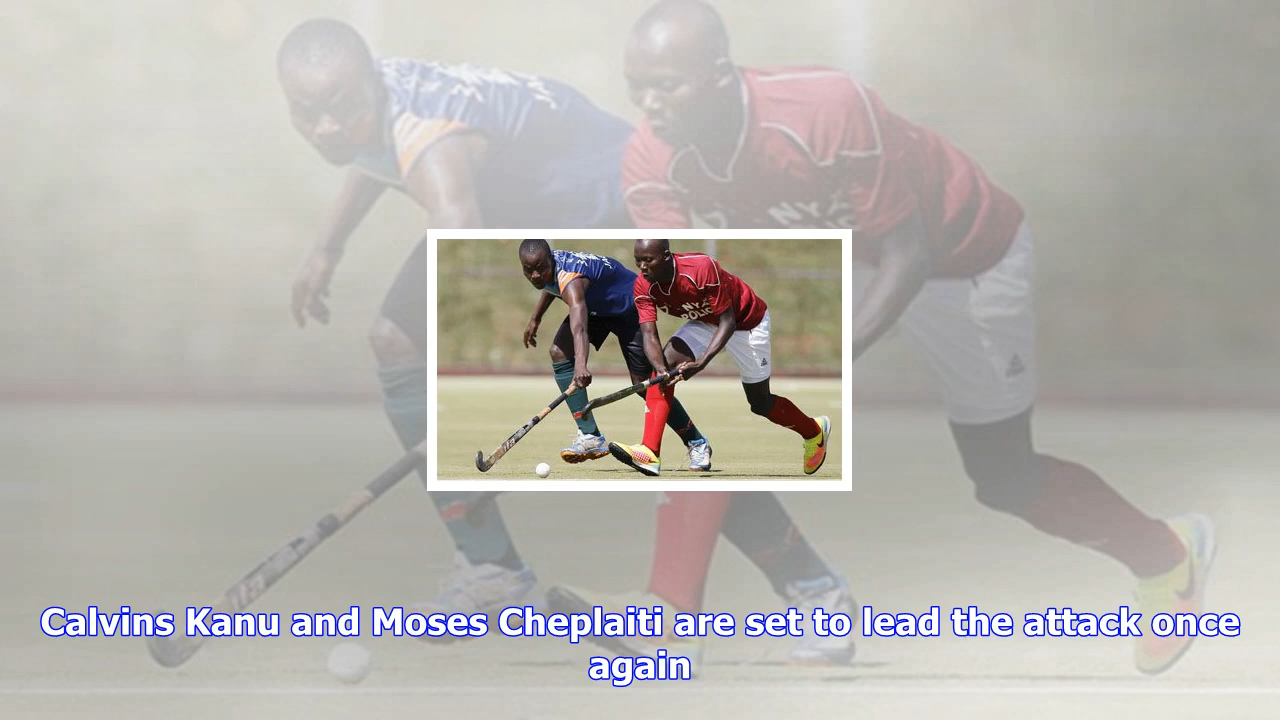 Calvins Kanu and Moses Cheplaiti are set to lead the attack once
again